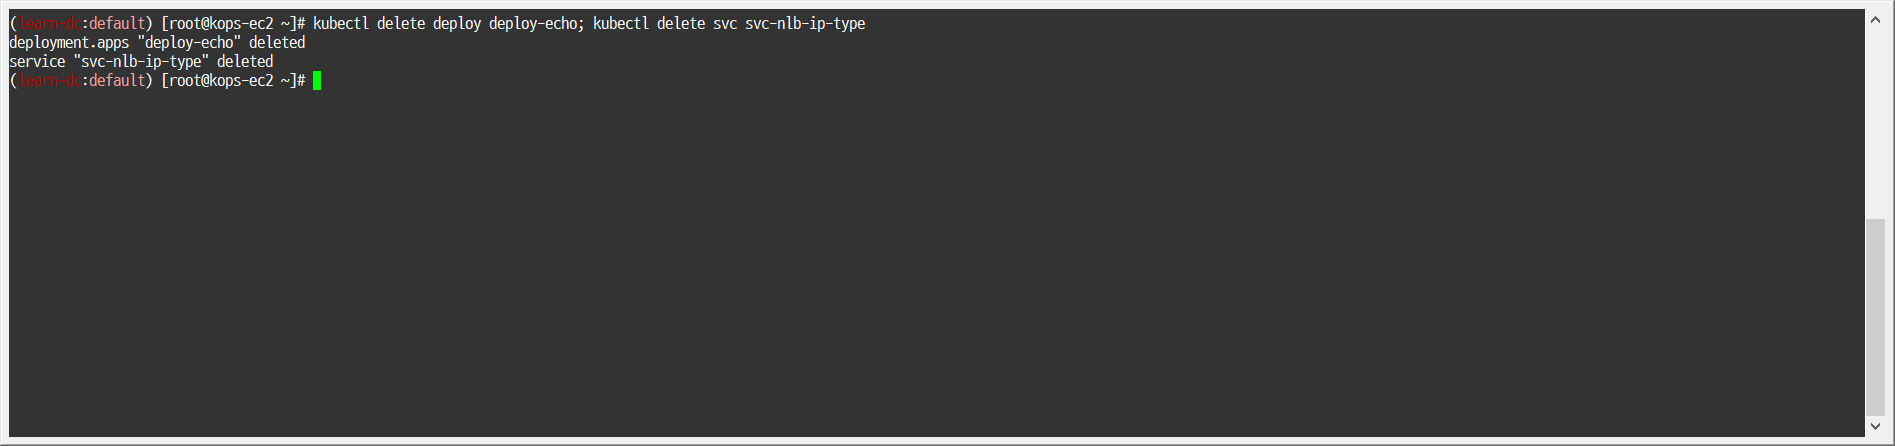 (learn-dc:default) [root@kops-ec2 ~]# kubectl delete deploy deploy-echo; kubectl delete svc svc-nlb-ip-type
deployment.apps "deploy-echo" deleted
service "svc-nlb-ip-type" deleted
(learn-dc:default) [root@kops-ec2 ~]#